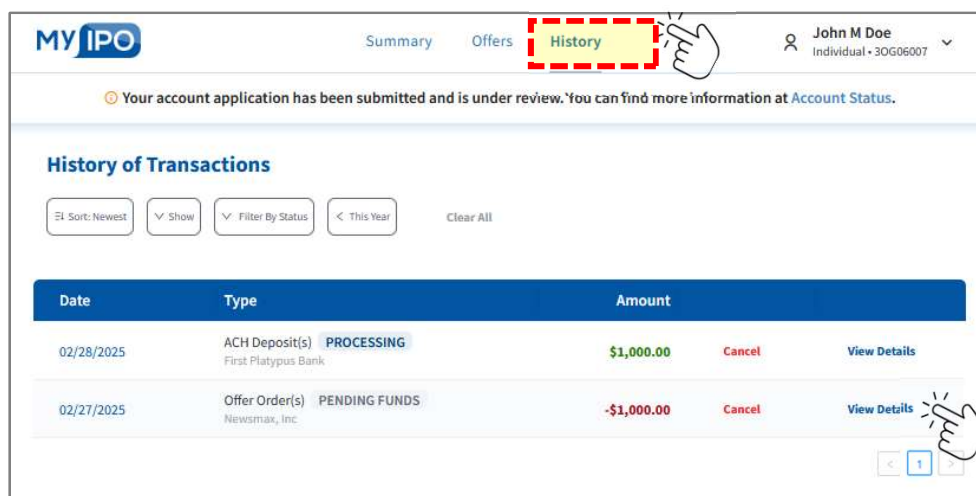 MY IPO
Summary Offers History
John M Doe
Individual • 3OG06007
Your account application has been submitted and is under review. You can find more information at Account Status.
History of Transactions
Sort: Newest Show Filter By Status This Year Clear All
Date Type Amount
02/28/2025 ACH Deposit(s) PROCESSING $1,000.00 Cancel View Details
First Platypus Bank
02/27/2025 Offer Order(s) PENDING FUNDS -$1,000.00 Cancel View Details
Newsmax, Inc
< 1 >